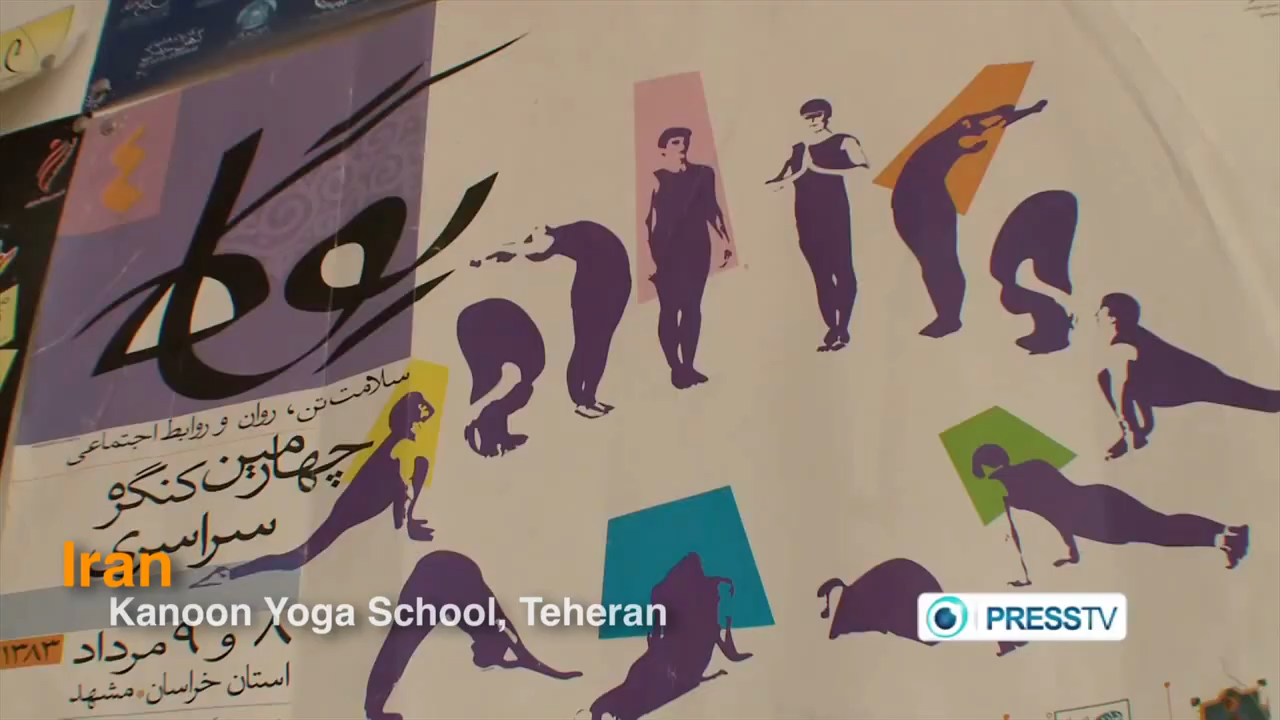 یوگا
سلامت تن، روان و روابط اجتماعی
چهارمین کنگره
سراسری
Iran
Kanoon Yoga School, Teheran
۸ و ۹ مرداد ۱۳۸۳
استان خراسان. مشهد
PRESSTV